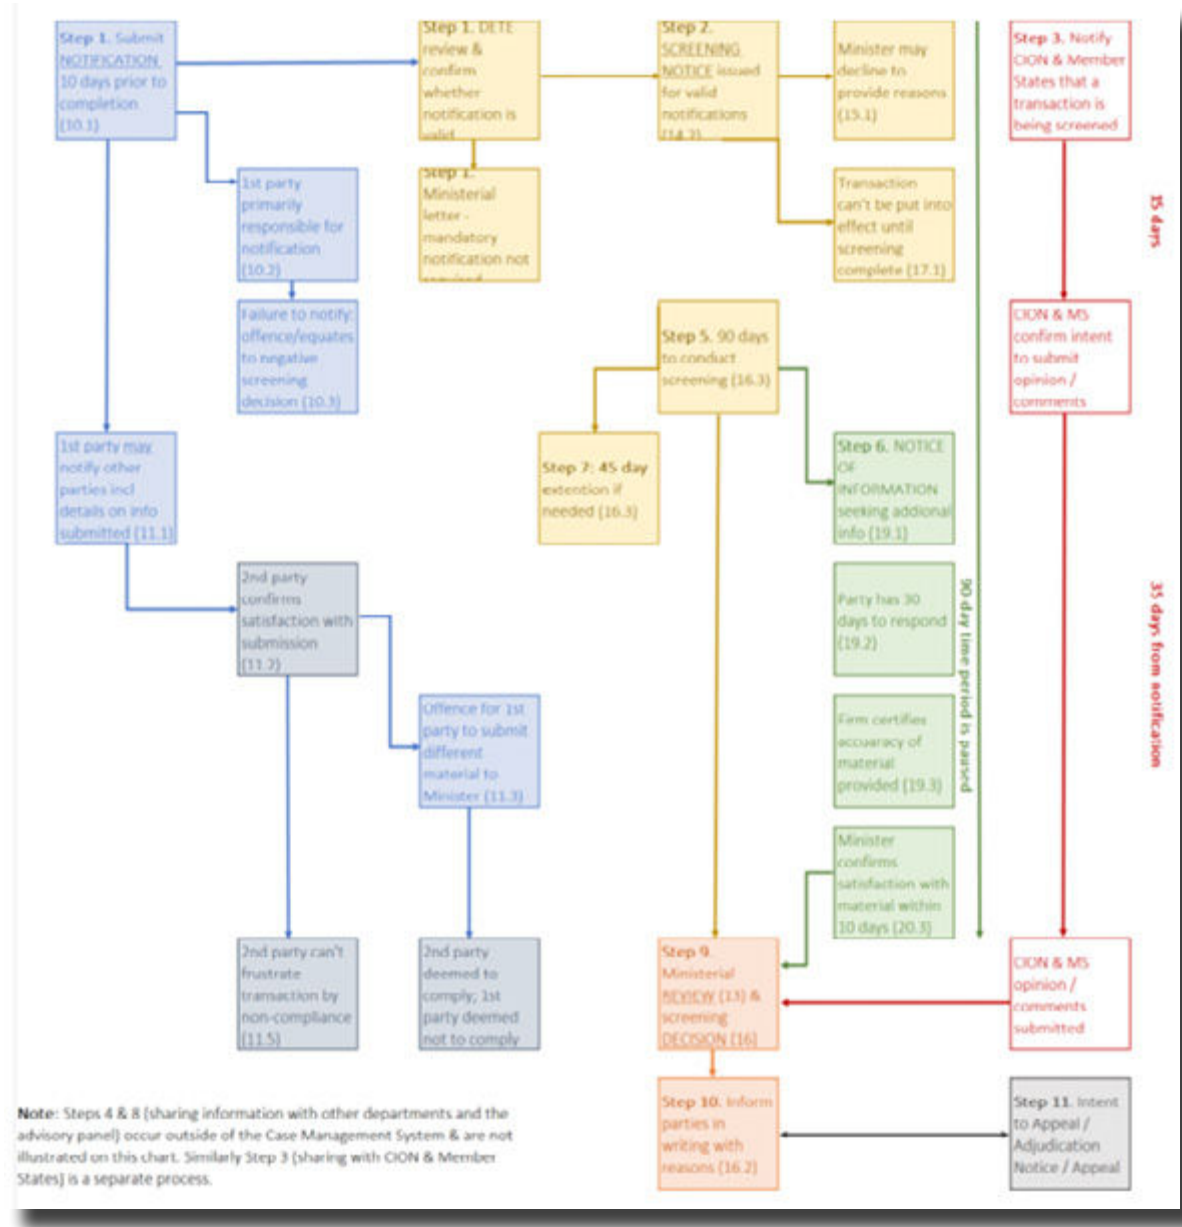 Step 1. Submit
NOTIFICATION
10 days prior to
completion
(10.1)
Step 1. DETE
review &
confirm
whether
notification is
valid
Step 2.
SCREENING
NOTICE issued
for valid
notifications
(14.2)
Minister may
decline to
provide reasons
(15.1)
Step 3. Notify
CION & Member
States that a
transaction is
being screened
1st party
primarily
responsible for
notification
(10.2)
Step 1.
Ministerial
letter -
mandatory
notification not
required
Transaction
can't be put into
effect until
screening
complete (17.1)
15 days
Failure to notify:
offence/equates
to negative
screening
decision (10.3)
Step 5. 90 days
to conduct
screening (16.3)
CION & MS
confirm intent
to submit
opinion /
comments
1st party may
notify other
parties incl
details on info
submitted (11.1)
Step 7: 45 day
extention if
needed (16.3)
Step 6. NOTICE
OF
INFORMATION
seeking addional
info (19.1)
2nd party
confirms
satisfaction with
submission
(11.2)
Party has 30
days to respond
(19.2)
90 day time period is paused
35 days from notification
Offence for 1st
party to submit
different
material to
Minister (11.3)
Firm certifies
accuaracy of
material
provided (19.3)
Minister
confirms
satisfaction with
material within
10 days (20.3)
2nd party can't
frustrate
transaction by
non-compliance
(11.5)
2nd party
deemed to
comply; 1st
party deemed
not to comply
Step 9.
Ministerial
REVIEW (13) &
screening
DECISION (16)
CION & MS
opinion /
comments
submitted
Step 10. Inform
parties in
writing with
reasons (16.2)
Step 11. Intent
to Appeal /
Adjudication
Notice / Appeal
Note: Steps 4 & 8 (sharing information with other departments and the
advisory panel) occur outside of the Case Management System & are not
illustrated on this chart. Similarly Step 3 (sharing with CION & Member
States) is a separate process.